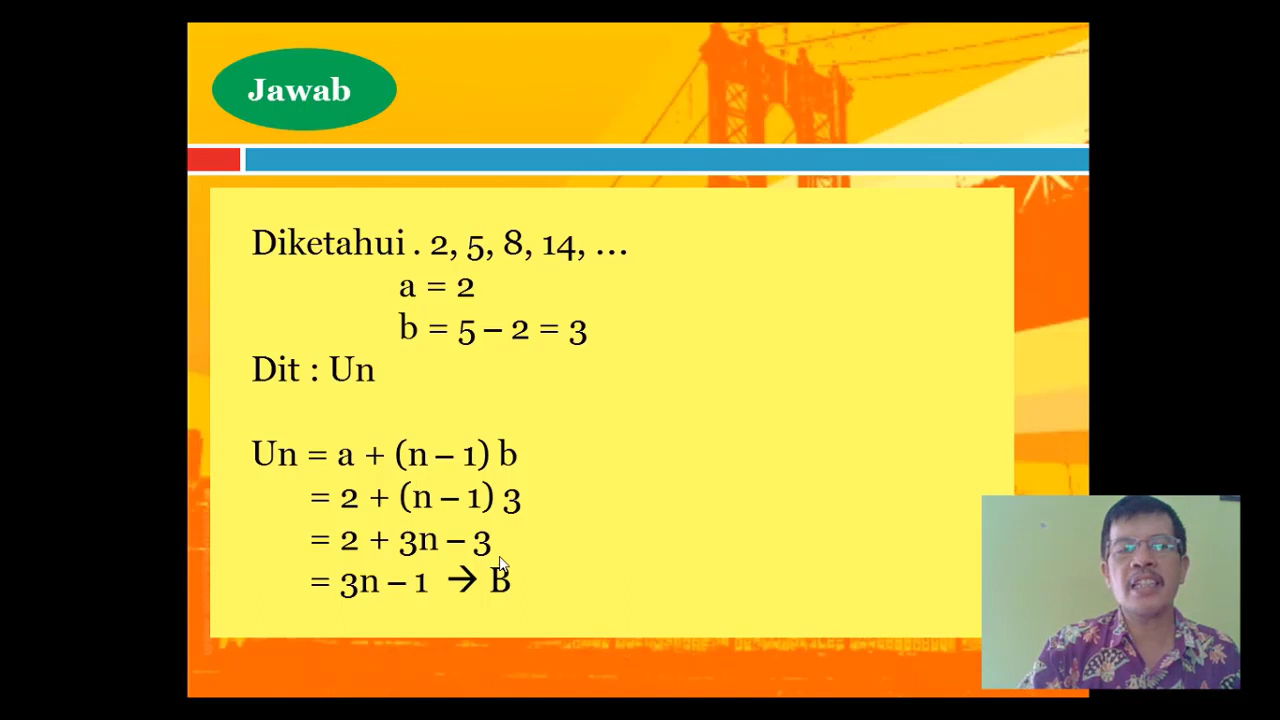 Jawab
Diketahui . 2, 5, 8, 14, ...
a = 2
b = 5 – 2 = 3
Dit : Un
Un = a + (n – 1) b
= 2 + (n – 1) 3
= 2 + 3n – 3
= 3n – 1 → B